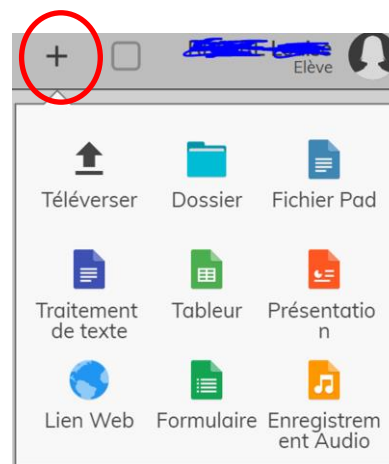 Elève
Téléverser Dossier Fichier Pad
Traitement de texte Tableur Présentatio
n
Lien Web Formulaire Enregistrem
ent Audio